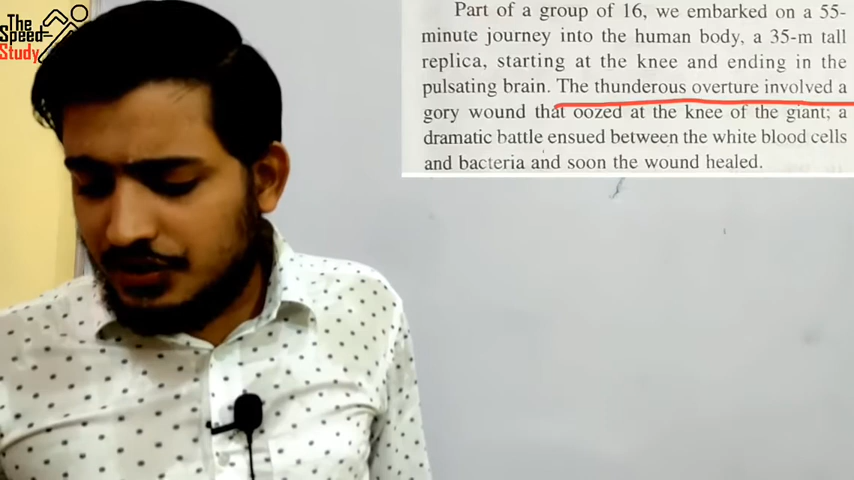 The
Speed-
Study
Part of a group of 16, we embarked on a 55-
minute journey into the human body, a 35-m tall
replica, starting at the knee and ending in the
pulsating brain. The thunderous overture involved a
gory wound that oozed at the knee of the giant; a
dramatic battle ensued between the white blood cells
and bacteria and soon the wound healed.